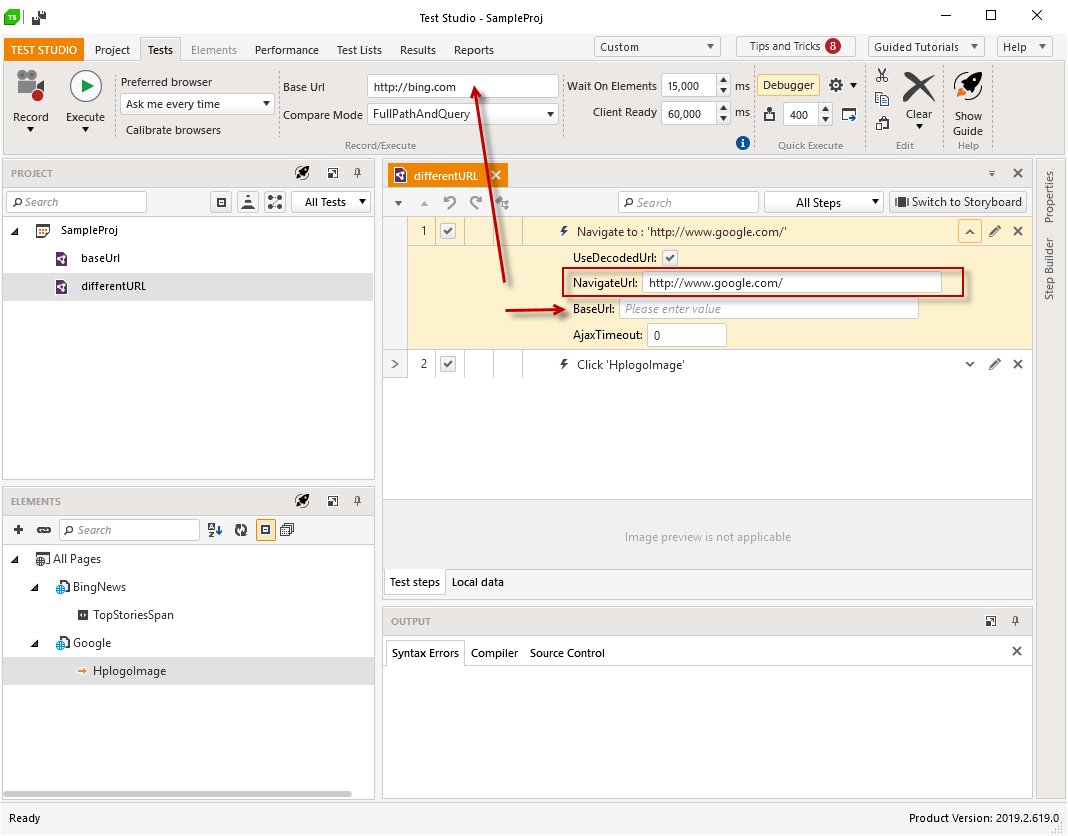 TS
Test Studio - SampleProj
TEST STUDIO Project Tests Elements Performance Test Lists Results Reports
Custom Tips and Tricks 8 Guided Tutorials Help
Record
Execute
Preferred browser
Ask me every time
Calibrate browsers
Base Url http://bing.com
Compare Mode FullPathAndQuery
Record/Execute
Wait On Elements 15,000 ms
Client Ready 60,000 ms
Debugger
400
Quick Execute
Clear
Edit
Show
Guide
Help
PROJECT
Search
All Tests
SampleProj
baseUrl
differentURL
ELEMENTS
Search
All Pages
BingNews
TopStoriesSpan
Google
HplogoImage
differentURL
Search All Steps Switch to Storyboard
1 Navigate to : 'http://www.google.com/'
UseDecodedUrl:
NavigateUrl: http://www.google.com/
BaseUrl: Please enter value
AjaxTimeout: 0
2 Click 'HplogoImage'
Image preview is not applicable
Test steps Local data
OUTPUT
Syntax Errors Compiler Source Control
Properties
Step Builder
Ready
Product Version: 2019.2.619.0